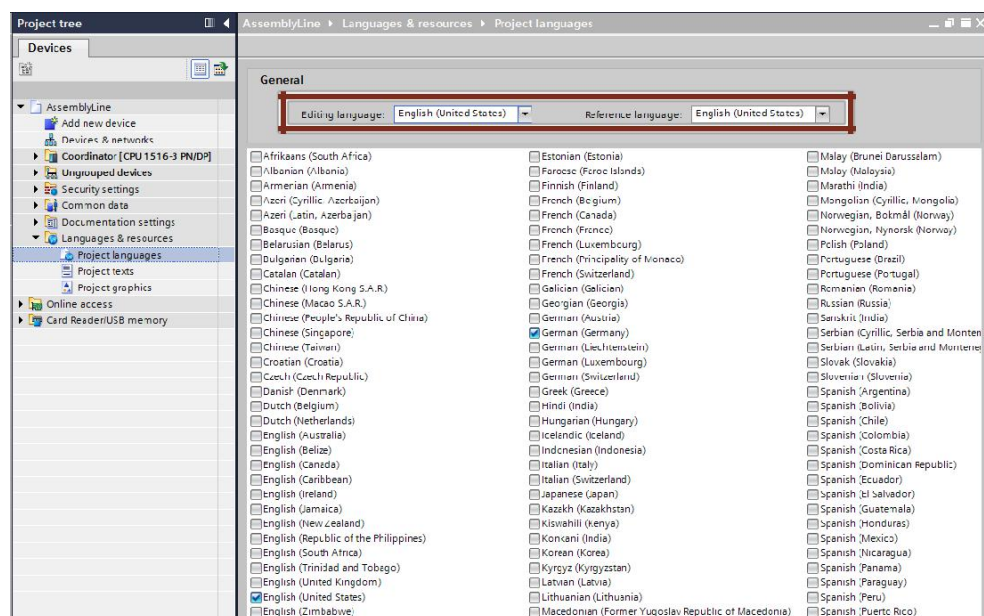 Project tree
Devices
AssemblyLine
Add new device
Devices & networks
Coordinator [CPU 1516-3 PN/DP]
Ungrouped devices
Security settings
Common data
Documentation settings
Languages & resources
Project languages
Project texts
Project graphics
Online access
Card Reader/USB memory
AssemblyLine ▸ Languages & resources ▸ Project languages
General
Editing language: English (United States)
Reference language: English (United States)
Afrikaans (South Africa)
Albanian (Albania)
Armenian (Armenia)
Azeri (Cyrillic, Azerbaijan)
Azeri (Latin, Azerbaijan)
Basque (Basque)
Belarusian (Belarus)
Bulgarian (Bulgaria)
Catalan (Catalan)
Chinese (Hong Kong S.A.R.)
Chinese (Macao S.A.R.)
Chinese (People's Republic of China)
Chinese (Singapore)
Chinese (Taiwan)
Croatian (Croatia)
Czech (Czech Republic)
Danish (Denmark)
Dutch (Belgium)
Dutch (Netherlands)
English (Australia)
English (Belize)
English (Canada)
English (Caribbean)
English (Ireland)
English (Jamaica)
English (New Zealand)
English (Republic of the Philippines)
English (South Africa)
English (Trinidad and Tobago)
English (United Kingdom)
English (United States)
English (Zimbabwe)
Estonian (Estonia)
Faroese (Faroe Islands)
Finnish (Finland)
French (Belgium)
French (Canada)
French (France)
French (Luxembourg)
French (Principality of Monaco)
French (Switzerland)
Galician (Galician)
Georgian (Georgia)
German (Austria)
German (Germany)
German (Liechtenstein)
German (Luxembourg)
German (Switzerland)
Greek (Greece)
Hindi (India)
Hungarian (Hungary)
Icelandic (Iceland)
Indonesian (Indonesia)
Italian (Italy)
Italian (Switzerland)
Japanese (Japan)
Kazakh (Kazakhstan)
Kiswahili (Kenya)
Konkani (India)
Korean (Korea)
Kyrgyz (Kyrgyzstan)
Latvian (Latvia)
Lithuanian (Lithuania)
Macedonian (Former Yugoslav Republic of Macedonia)
Malay (Brunei Darussalam)
Malay (Malaysia)
Marathi (India)
Mongolian (Cyrillic, Mongolia)
Norwegian, Bokmål (Norway)
Norwegian, Nynorsk (Norway)
Polish (Poland)
Portuguese (Brazil)
Portuguese (Portugal)
Romanian (Romania)
Russian (Russia)
Sanskrit (India)
Serbian (Cyrillic, Serbia and Monten
Serbian (Latin, Serbia and Montene
Slovak (Slovakia)
Slovenian (Slovenia)
Spanish (Argentina)
Spanish (Bolivia)
Spanish (Chile)
Spanish (Colombia)
Spanish (Costa Rica)
Spanish (Dominican Republic)
Spanish (Ecuador)
Spanish (El Salvador)
Spanish (Guatemala)
Spanish (Honduras)
Spanish (Mexico)
Spanish (Nicaragua)
Spanish (Panama)
Spanish (Paraguay)
Spanish (Peru)
Spanish (Puerto Rico)